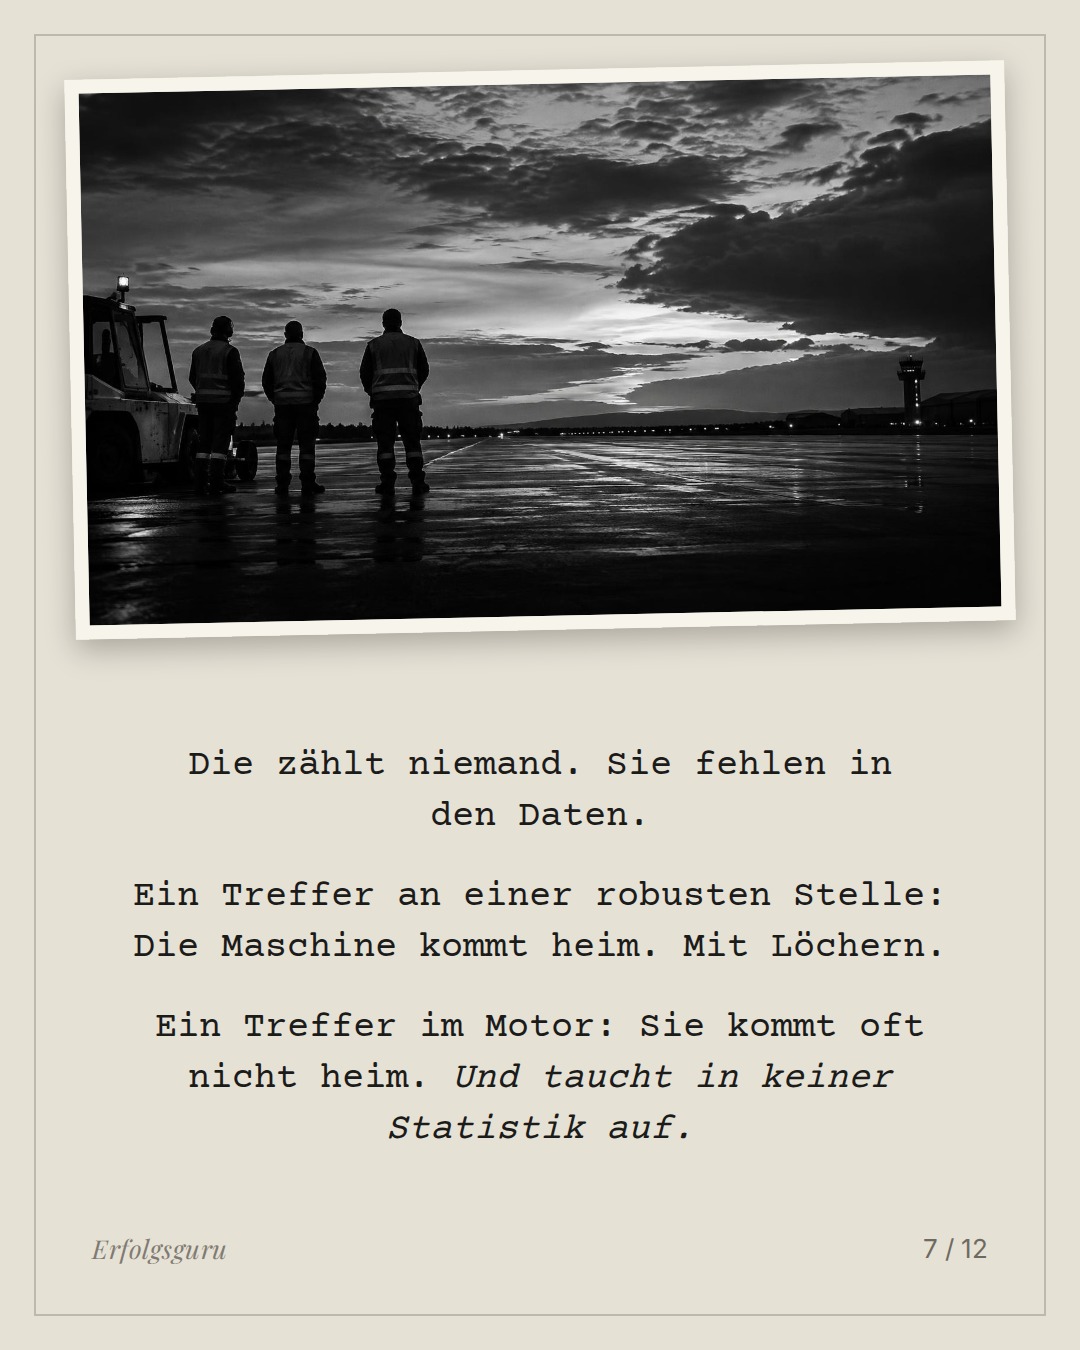 Die zählt niemand. Sie fehlen in
den Daten.
Ein Treffer an einer robusten Stelle:
Die Maschine kommt heim. Mit Löchern.
Ein Treffer im Motor: Sie kommt oft
nicht heim. Und taucht in keiner
Statistik auf.
Erfolgsguru
7 / 12